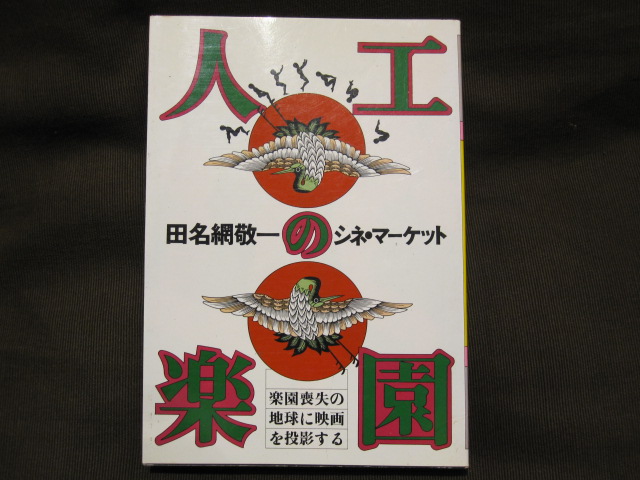 人工の楽園
田名網敬一
シネ・マーケット
楽園喪失の
地球に映画
を投影する